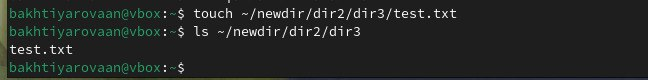 bakhtiyarovaan@vbox:~$ touch ~/newdir/dir2/dir3/test.txt
bakhtiyarovaan@vbox:~$ ls ~/newdir/dir2/dir3
test.txt
bakhtiyarovaan@vbox:~$